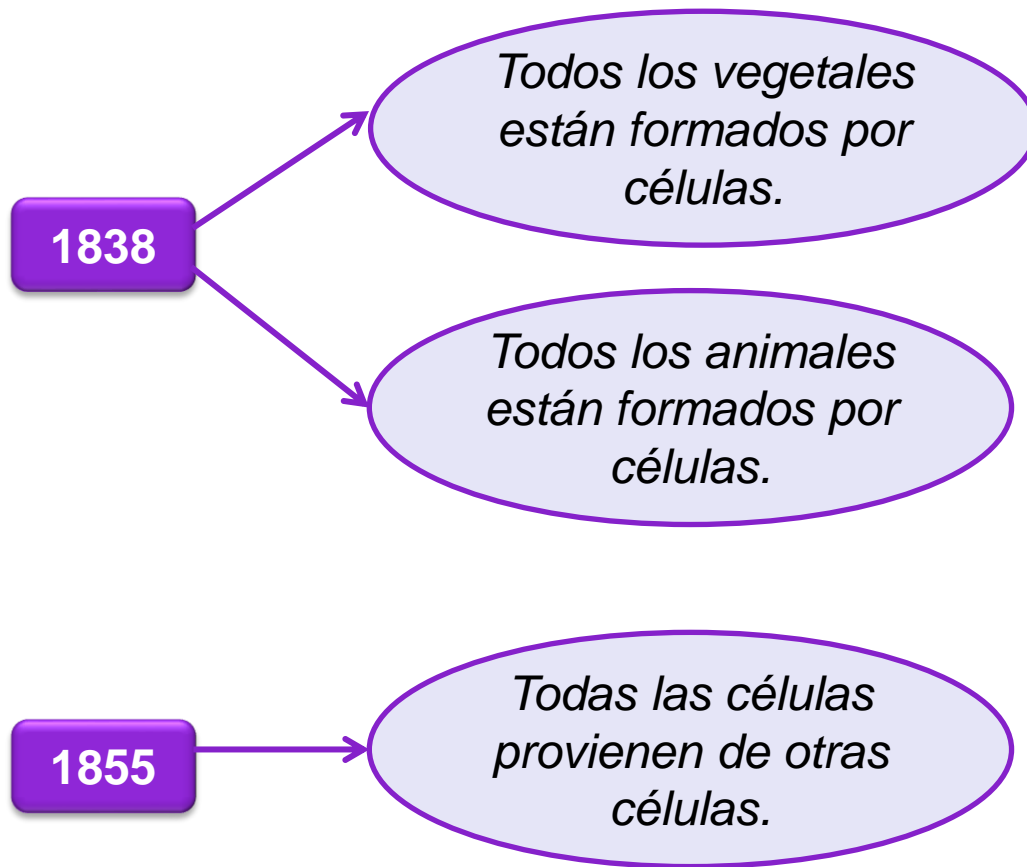 1838
Todos los vegetales
están formados por
células.
Todos los animales
están formados por
células.
1855
Todas las células
provienen de otras
células.